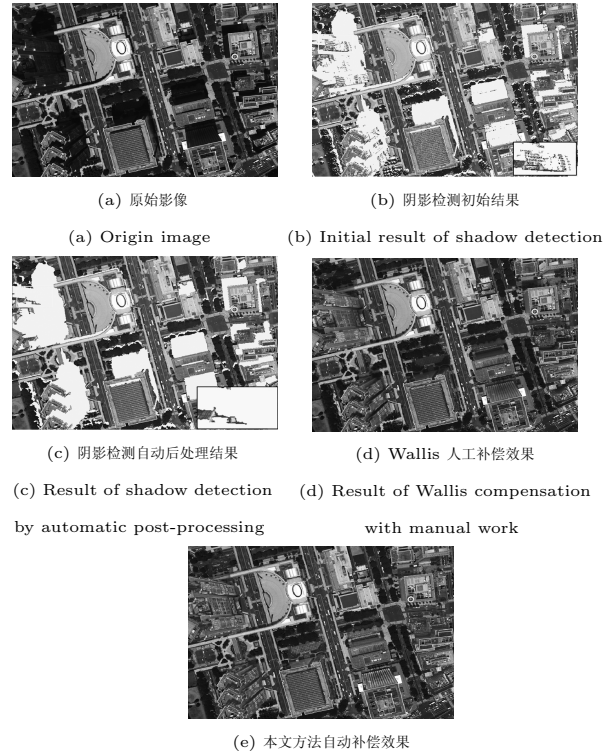 (a) 原始影像
(a) Origin image
(b) 阴影检测初始结果
(b) Initial result of shadow detection
(c) 阴影检测自动后处理结果
(c) Result of shadow detection
by automatic post-processing
(d) Wallis 人工补偿效果
(d) Result of Wallis compensation
with manual work
(e) 本文方法自动补偿效果